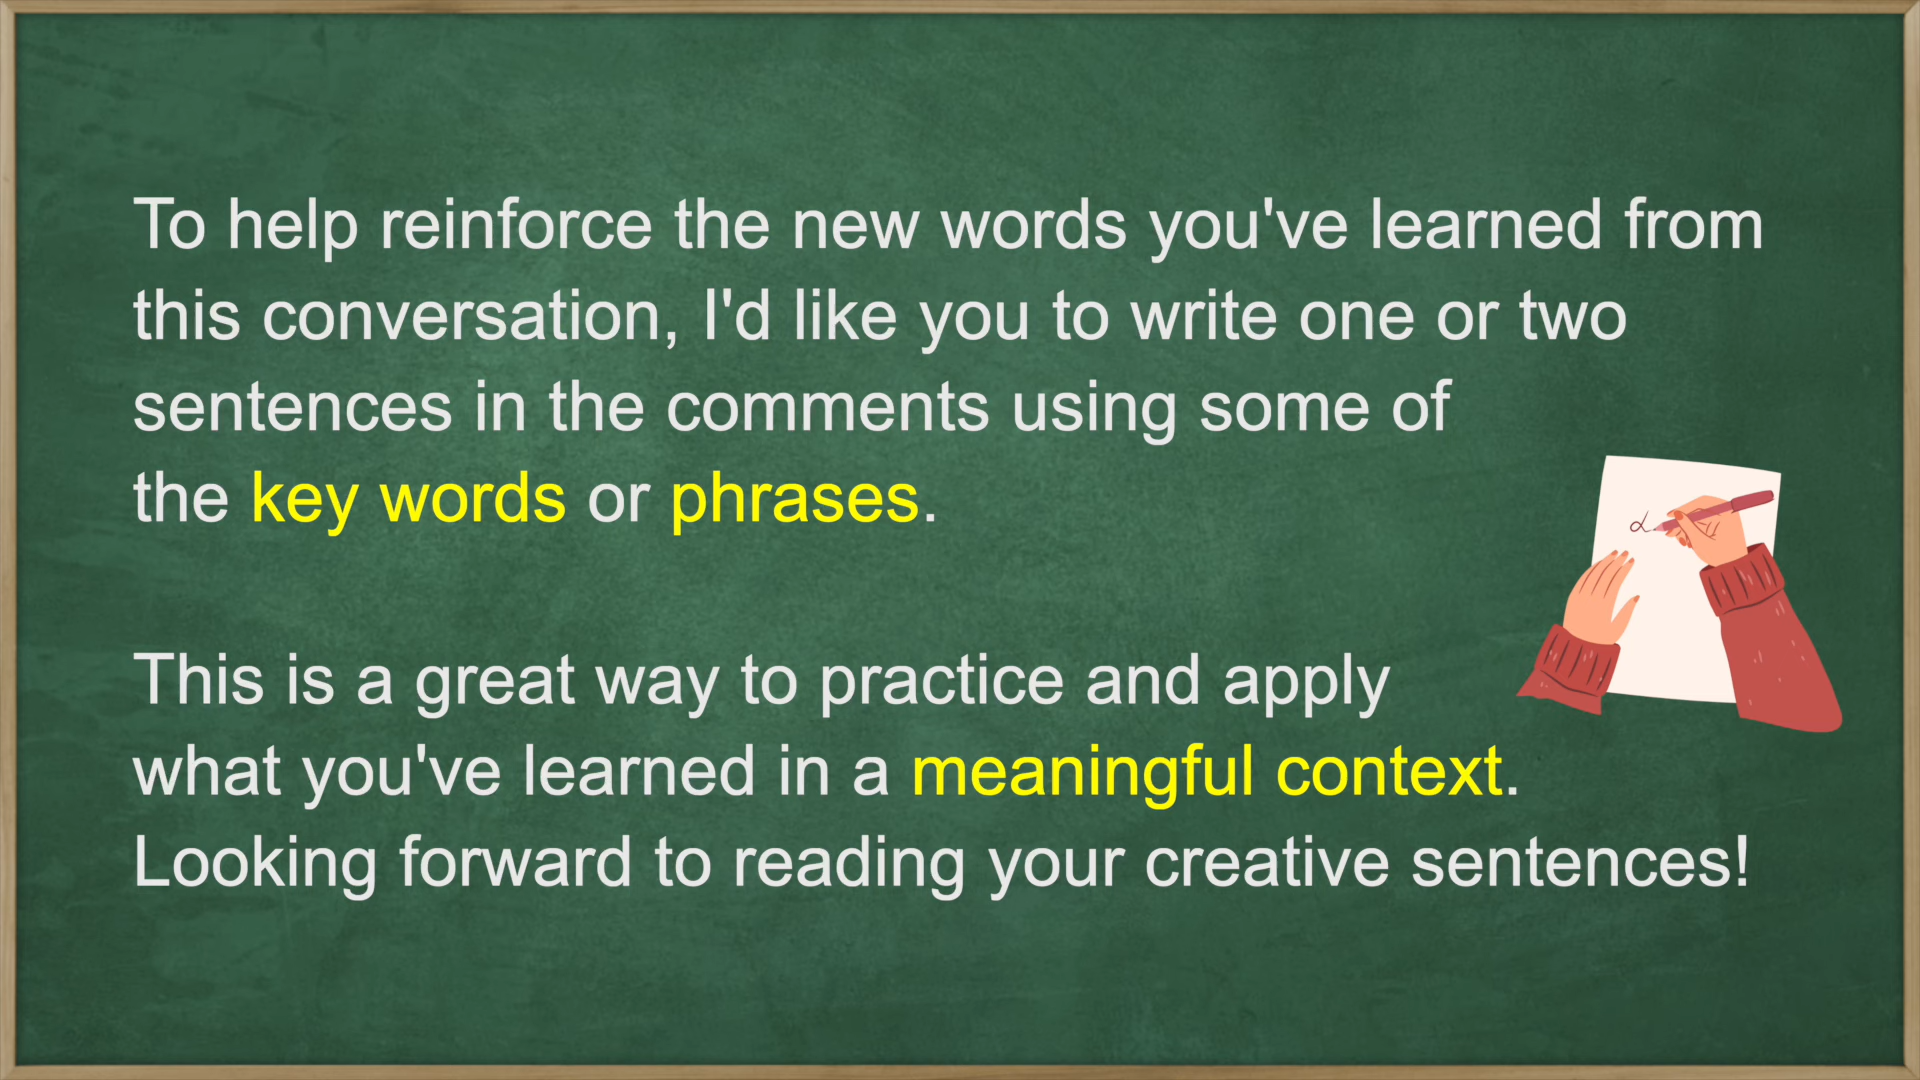 To help reinforce the new words you've learned from
this conversation, I'd like you to write one or two
sentences in the comments using some of
the key words or phrases.
This is a great way to practice and apply
what you've learned in a meaningful context.
Looking forward to reading your creative sentences!